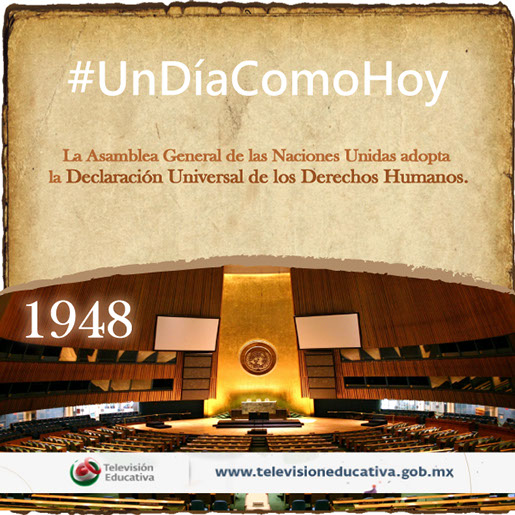 #UnDíaComoHoy
La Asamblea General de las Naciones Unidas adopta
la Declaración Universal de los Derechos Humanos.
1948
Televisión
Educativa
www.televisioneducativa.gob.mx